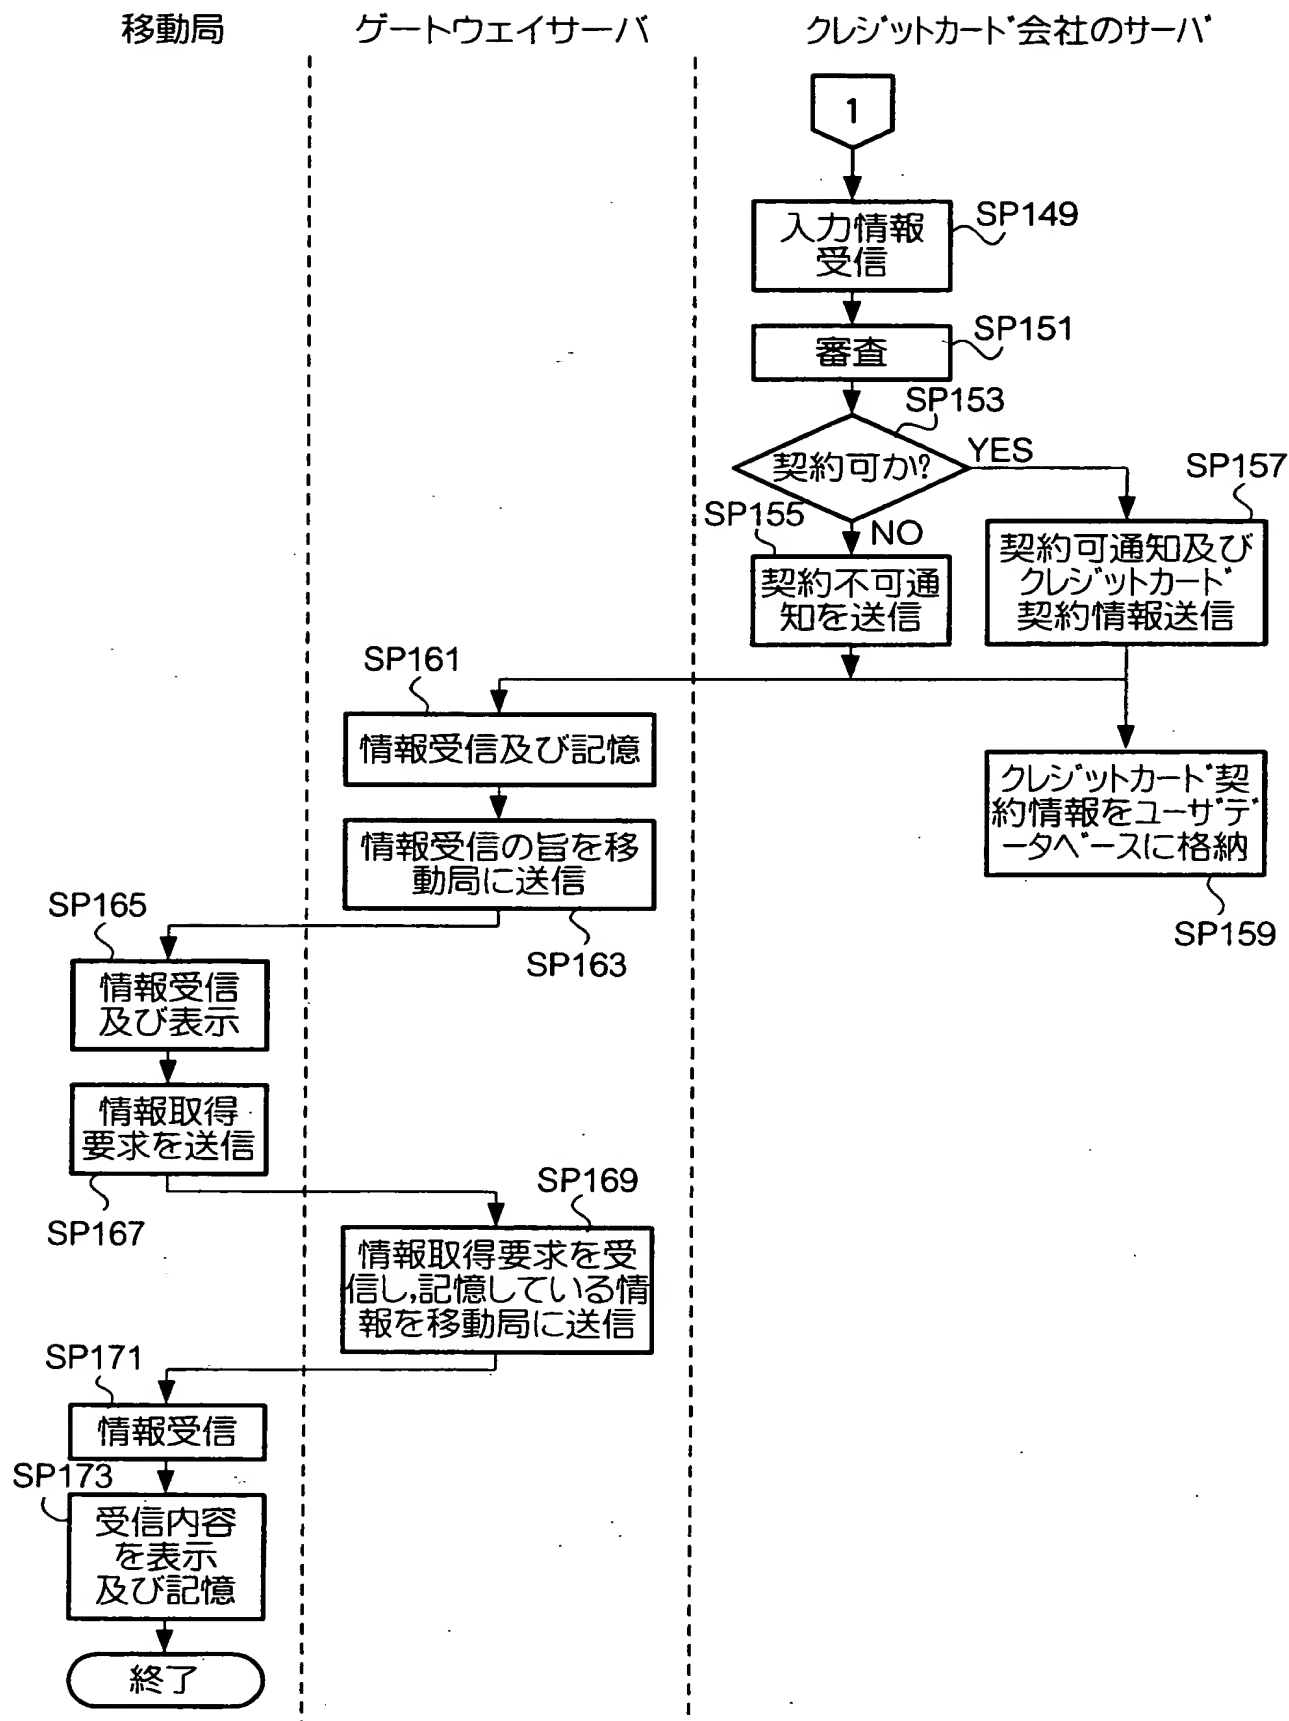 移動局
ゲートウェイサーバ
クレジットカード会社のサーバ
1
入力情報
受信
SP149
審査
SP151
SP153
契約可か?
YES
SP155
NO
SP157
契約不可通
知を送信
契約可通知及び
クレジットカード
契約情報送信
SP161
情報受信及び記憶
クレジットカード契
約情報をユーザデ
ータベースに格納
SP159
情報受信の旨を移
動局に送信
SP163
SP165
情報受信
及び表示
情報取得
要求を送信
SP167
SP169
情報取得要求を受
信し,記憶している情
報を移動局に送信
SP171
情報受信
SP173
受信内容
を表示
及び記憶
終了